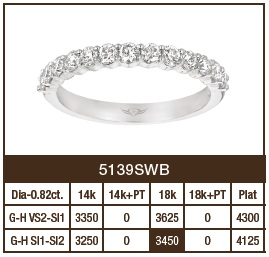 5139SWB
Dia-0.82ct. 14k 14k+PT 18k 18k+PT Plat
G-H VS2-SI1 3350 0 3625 0 4300
G-H SI1-SI2 3250 0 3450 0 4125